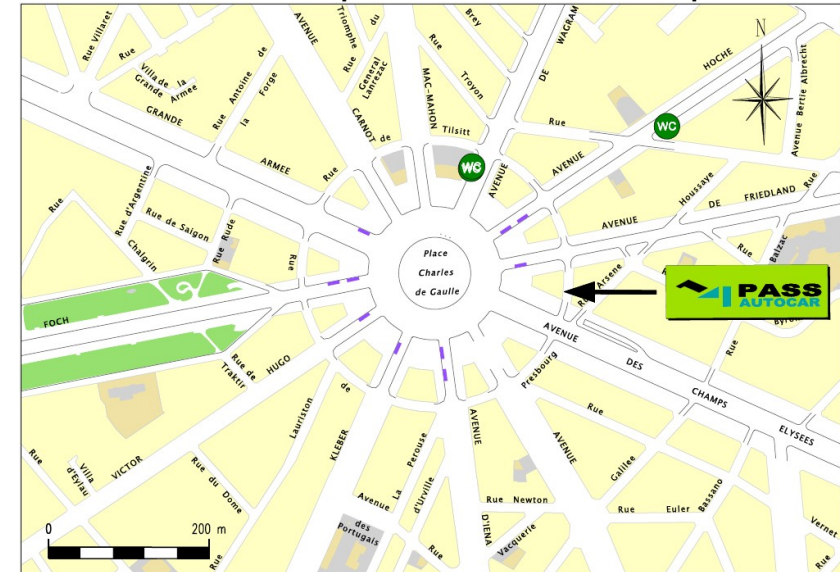 Rue Villaret
Rue
Villa de la
Grande Armee
Rue Antoine de
la Forge
AVENUE
CARNOT
Triomphe
Rue du
General
Lanrezac
MAC-MAHON
Rue
Troyon
Brey
AVENUE
DE
WAGRAM
HOCHE
AVENUE
N
Avenue Bertie Albrecht
GRANDE
ARMEE
Rue
de
Tilsitt
Rue
WC
WC
Rue
Rue d'Argentine
Rue de Saigon
Rue Rude
Chalgrin
Rue
Houssaye
AVENUE
DE
FRIEDLAND
Rue
Rue
Balzac
Place
Charles
de Gaulle
Rue Arsene
PASS
AUTOCAR
Byron
Rue
FOCH
Rue de
Traktir
HUGO
VICTOR
AVENUE
DES
CHAMPS
ELYSEES
Presbourg
de
Lauriston
KLEBER
Rue
Villa
d'Eylau
Rue du Dome
Rue
Avenue
des
Portugais
La
Perouse
d'Urville
Rue
AVENUE
D'IENA
AVENUE
Rue
Galilee
Rue Newton
Vacquerie
Rue
Euler
Bassano
Vernet
Rue
0
200 m